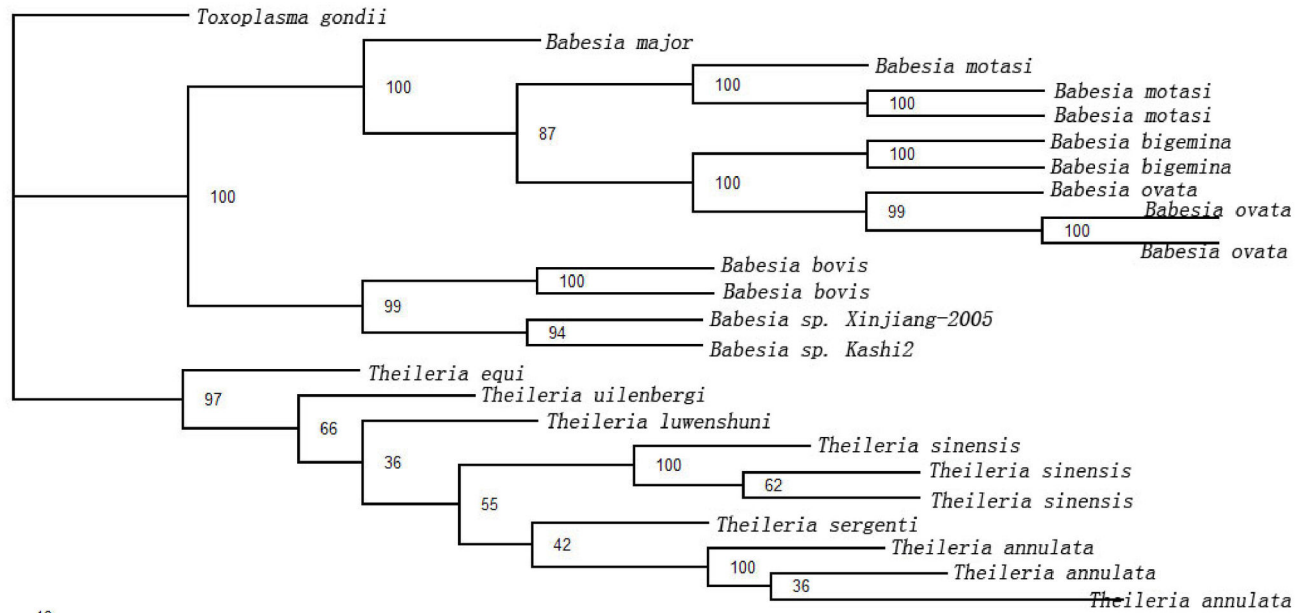 Toxoplasma gondii
Babesia major
Babesia motasi
100
100
Babesia motasi
100
Babesia motasi
87
Babesia bigemina
100
Babesia bigemina
100
100
Babesia ovata
99
Babesia ovata
100
Babesia ovata
Babesia bovis
100
Babesia bovis
99
Babesia sp. Xinjiang-2005
94
Babesia sp. Kashi2
Theileria equi
97
Theileria uilenbergi
66
Theileria luwenshuni
36
Theileria sinensis
100
Theileria sinensis
62
Theileria sinensis
55
Theileria sergenti
42
Theileria annulata
100
Theileria annulata
36
Theileria annulata